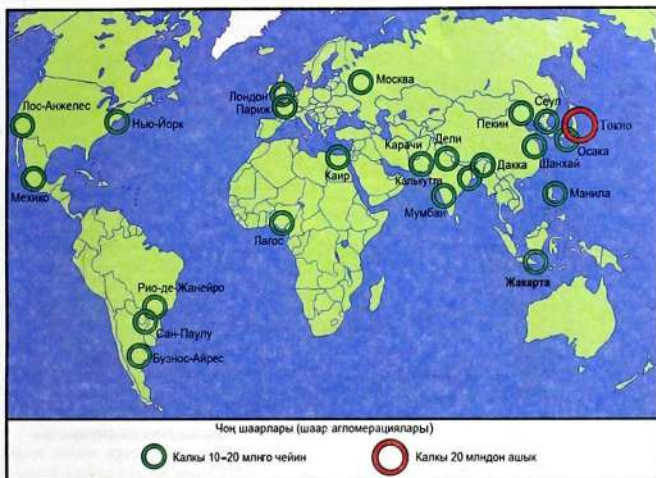 Москва
Лондон
Париж
Лос-Анжелес
Нью-Йорк
Сеул
Пекин
Токио
Дели
Карачи
Осака
Каир
Калькутта
Дакка
Шанхай
Мехико
Мумбай
Манила
Лагос
Жакарта
Рио-де-Жанейро
Сан-Паулу
Буэнос-Айрес
Чоң шаарлары (шаар агломерациялары)
Калкы 10–20 млнго чейин
Калкы 20 млндон ашык